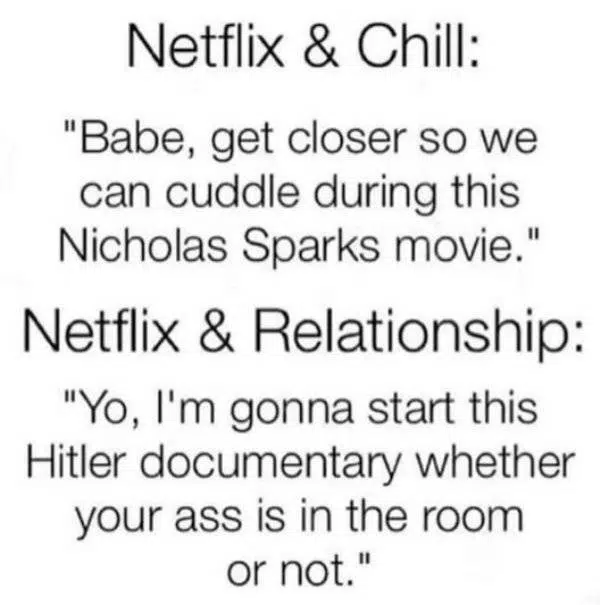 Netflix & Chill:
"Babe, get closer so we
can cuddle during this
Nicholas Sparks movie."
Netflix & Relationship:
"Yo, I'm gonna start this
Hitler documentary whether
your ass is in the room
or not."